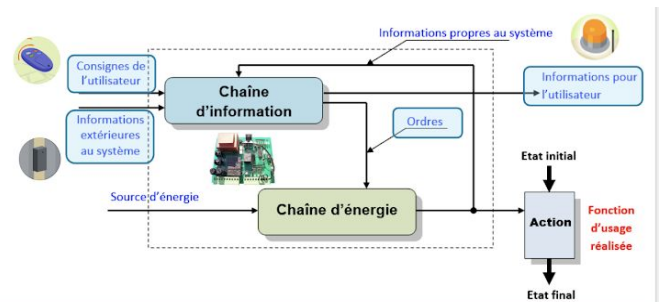 Informations propres au système
Consignes de
l'utilisateur
Chaîne
d'information
Informations pour
l'utilisateur
Informations
extérieures
au système
Ordres
Etat initial
Source d'énergie
Chaîne d'énergie
Action
Fonction
d'usage
réalisée
Etat final